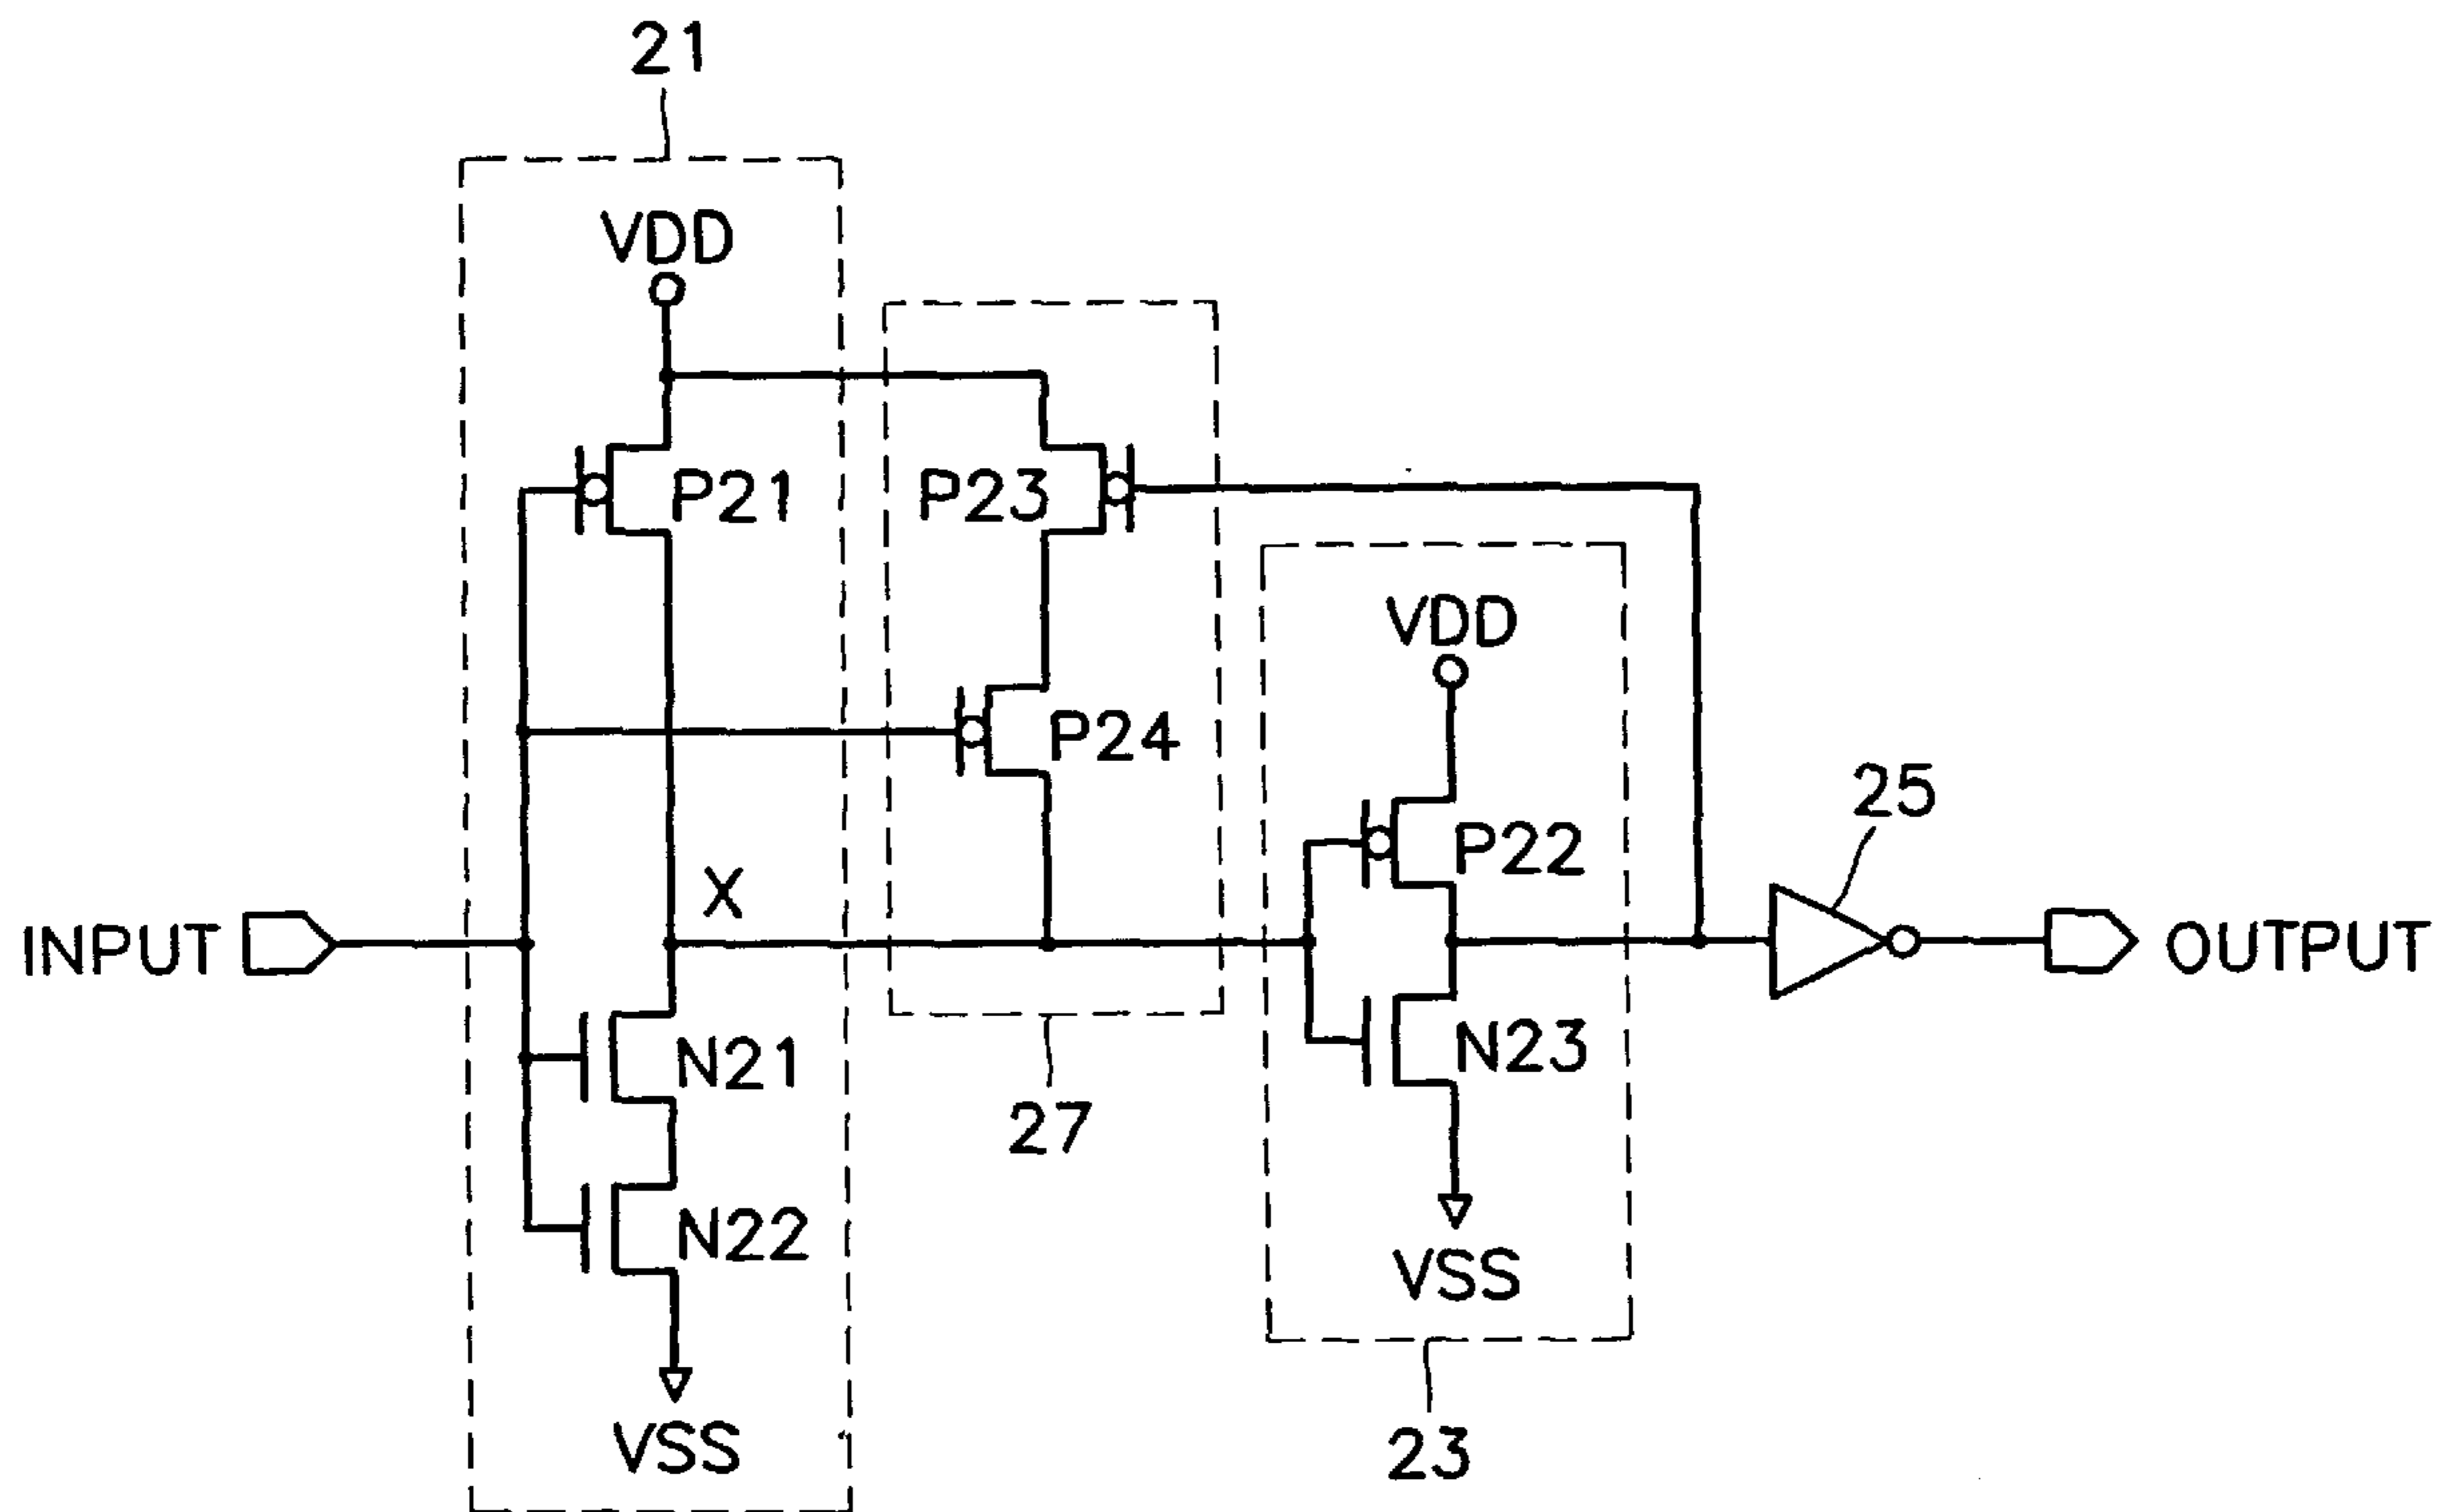 21
VDD
P21
P23
VDD
P24
P22
25
X
INPUT
OUTPUT
N21
N23
27
N22
VSS
VSS
23